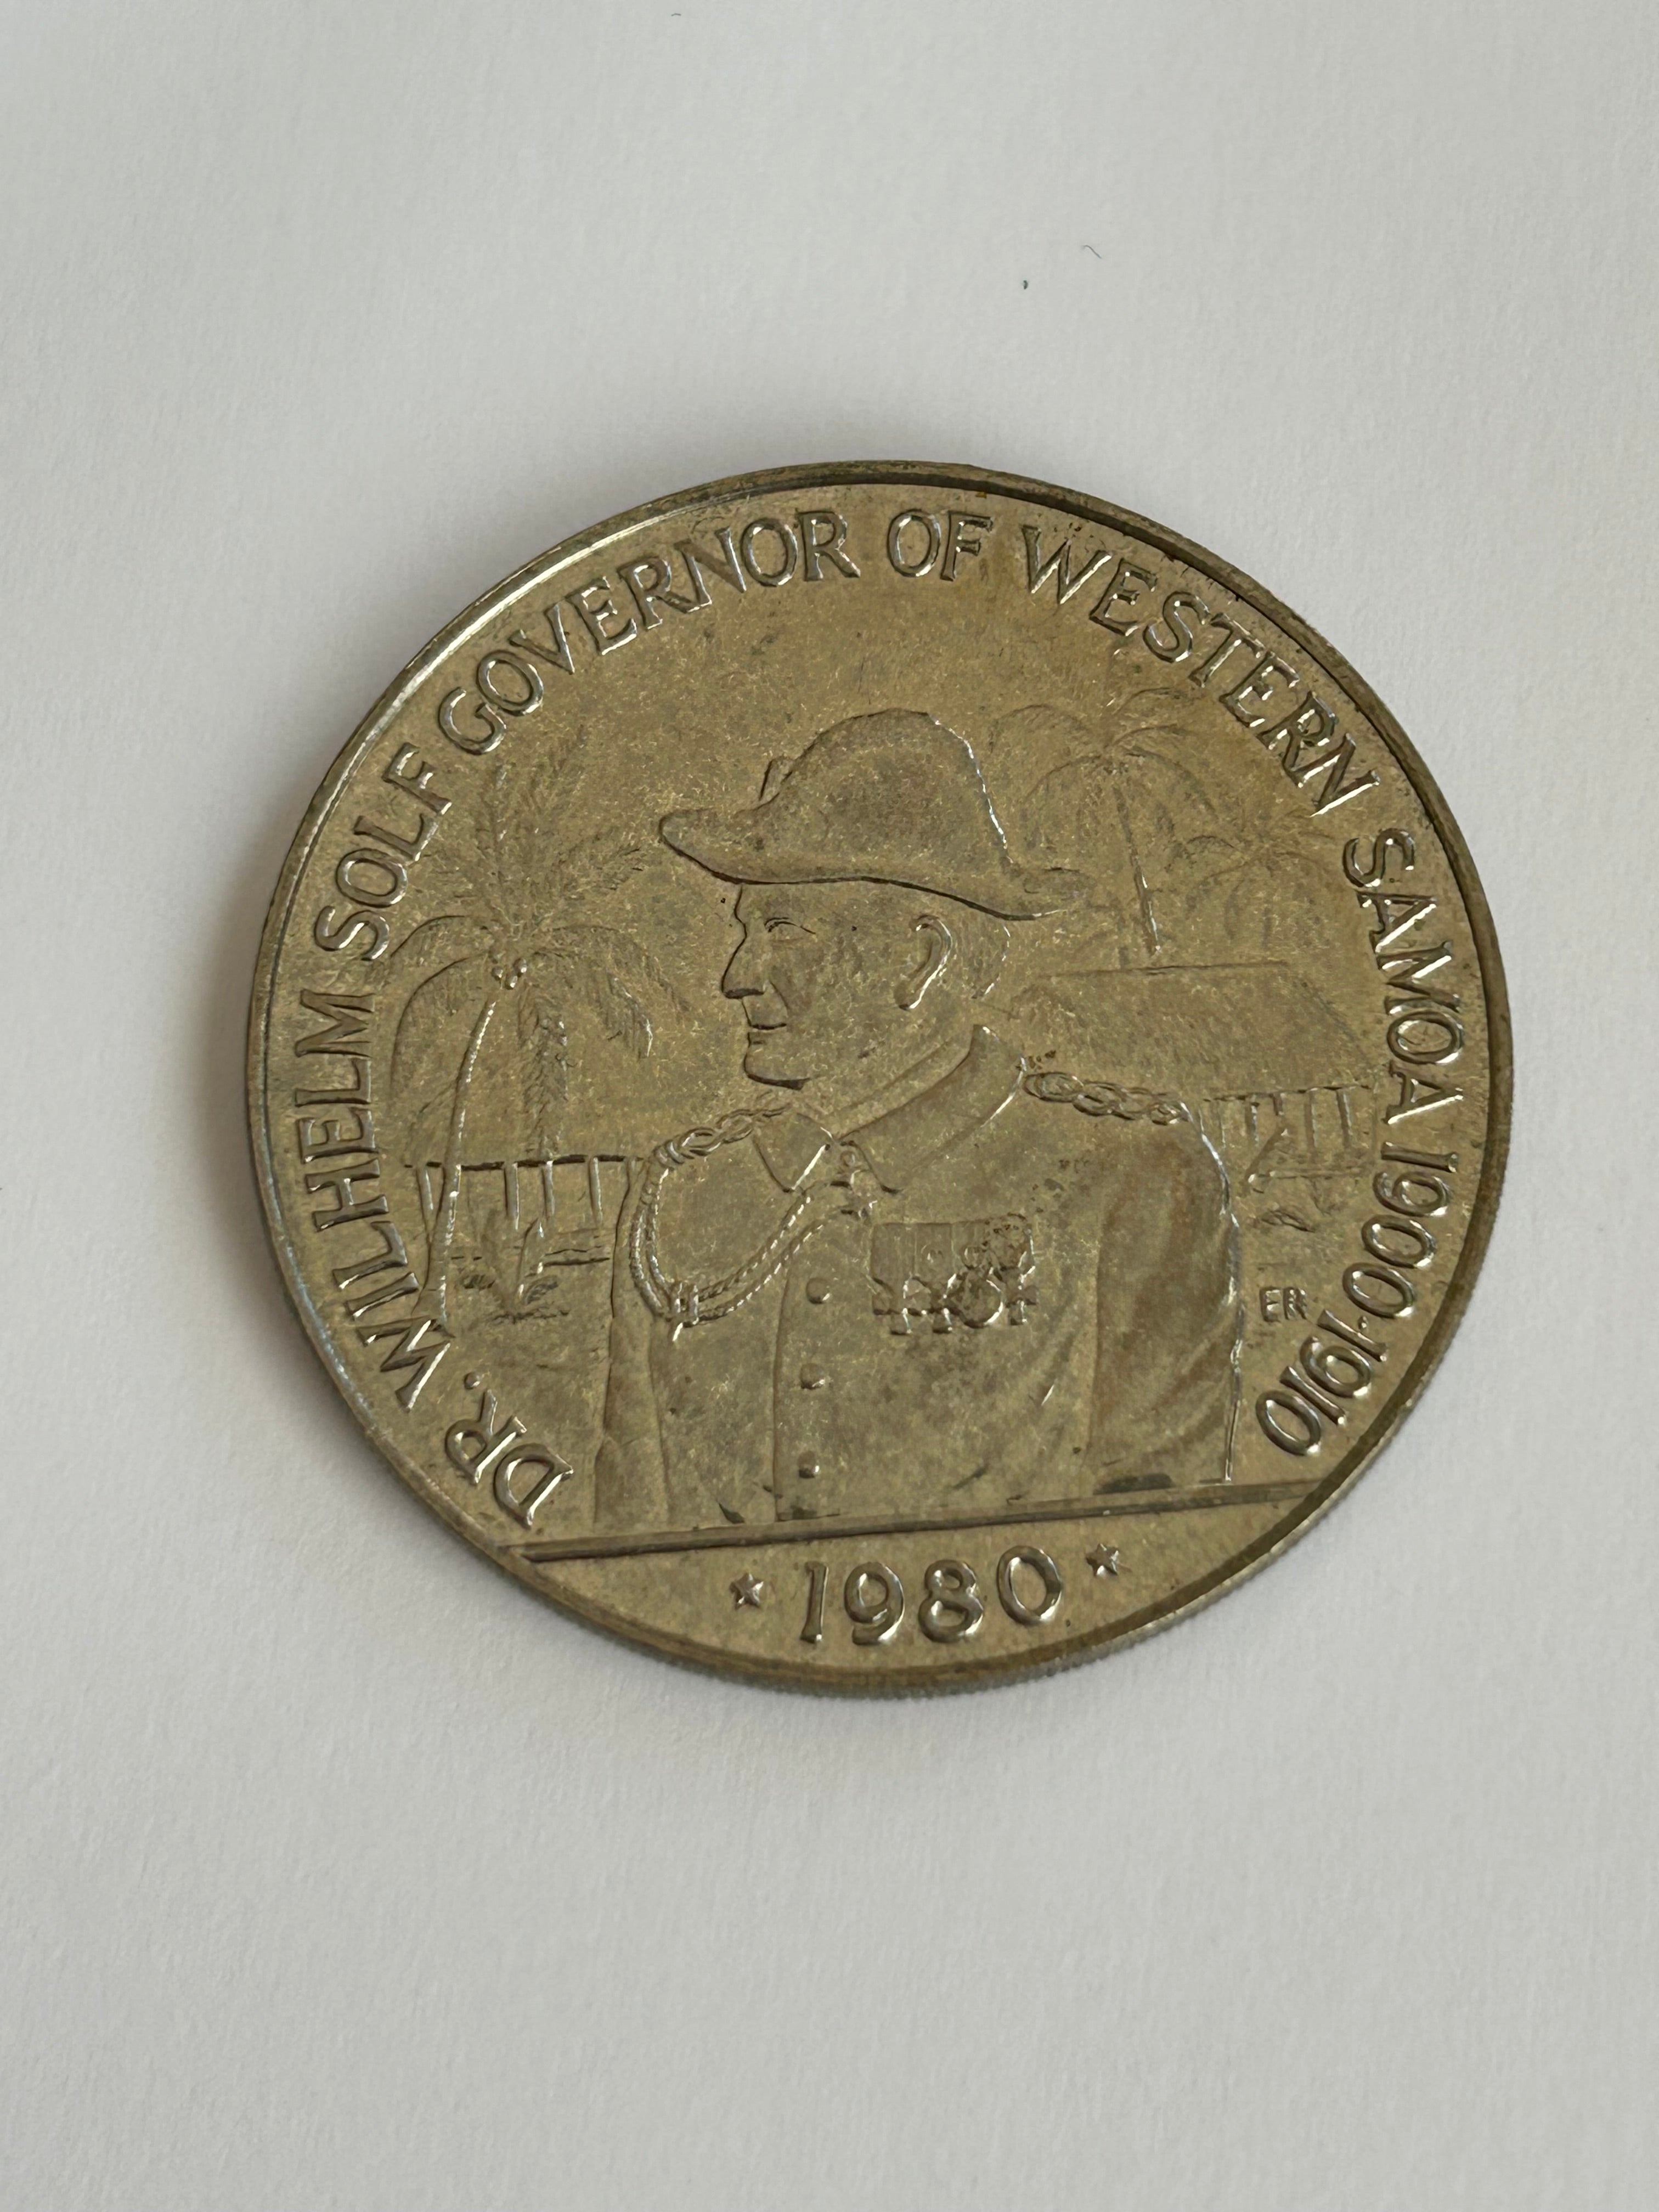 DR. WILHELM SOLF GOVERNOR OF WESTERN SAMOA 1900-1910
ER
1980